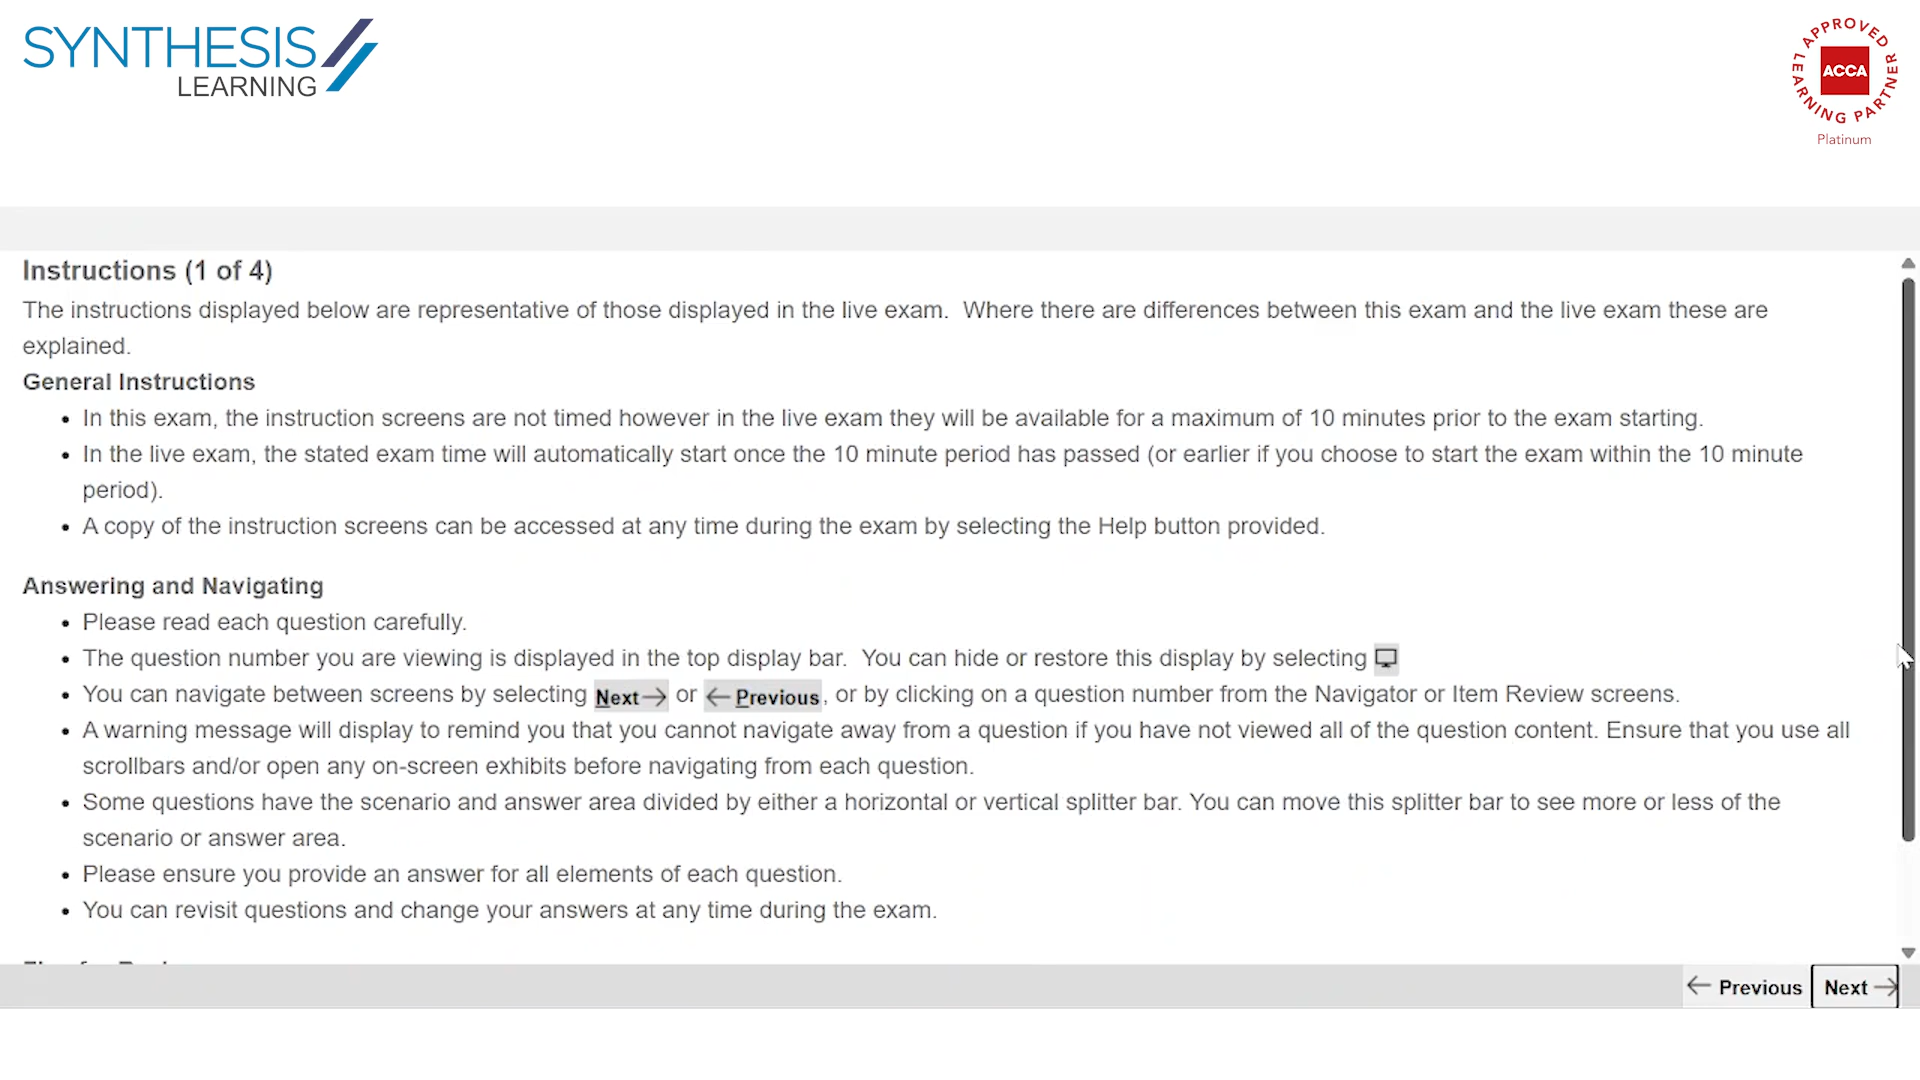 SYNTHESIS
LEARNING
APPROVED
ACCA
LEARNING PARTNER
Platinum
Instructions (1 of 4)
The instructions displayed below are representative of those displayed in the live exam.  Where there are differences between this exam and the live exam these are
explained.
General Instructions
• In this exam, the instruction screens are not timed however in the live exam they will be available for a maximum of 10 minutes prior to the exam starting.
• In the live exam, the stated exam time will automatically start once the 10 minute period has passed (or earlier if you choose to start the exam within the 10 minute
period).
• A copy of the instruction screens can be accessed at any time during the exam by selecting the Help button provided.
Answering and Navigating
• Please read each question carefully.
• The question number you are viewing is displayed in the top display bar.  You can hide or restore this display by selecting
• You can navigate between screens by selecting Next→ or ←Previous, or by clicking on a question number from the Navigator or Item Review screens.
• A warning message will display to remind you that you cannot navigate away from a question if you have not viewed all of the question content. Ensure that you use all
scrollbars and/or open any on-screen exhibits before navigating from each question.
• Some questions have the scenario and answer area divided by either a horizontal or vertical splitter bar. You can move this splitter bar to see more or less of the
scenario or answer area.
• Please ensure you provide an answer for all elements of each question.
• You can revisit questions and change your answers at any time during the exam.
← Previous Next →